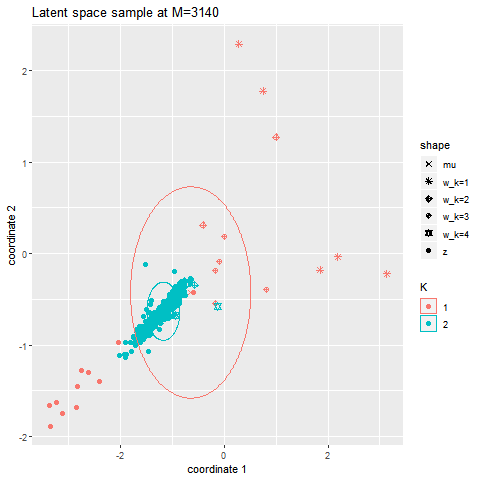 Latent space sample at M=3140
2
1
0
-1
-2
coordinate 2
-2
0
2
coordinate 1
shape
mu
w_k=1
w_k=2
w_k=3
w_k=4
z
K
1
2